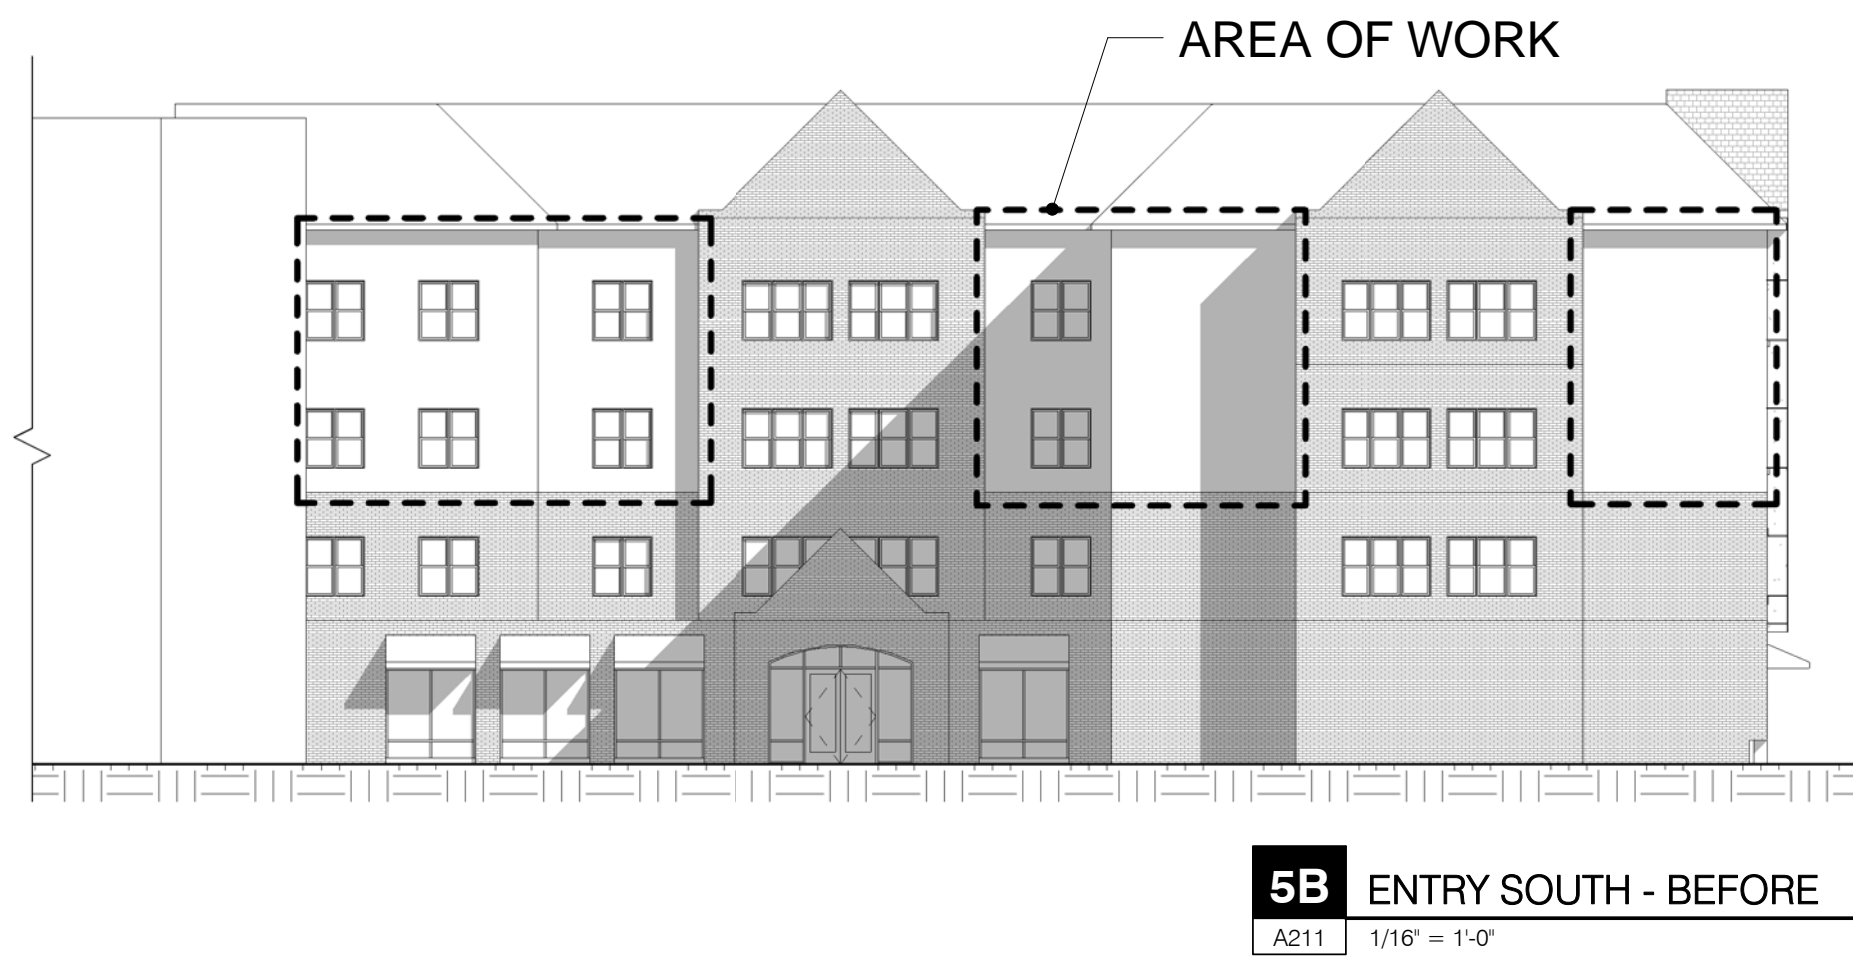 AREA OF WORK
5B ENTRY SOUTH - BEFORE
A211 1/16" = 1'-0"